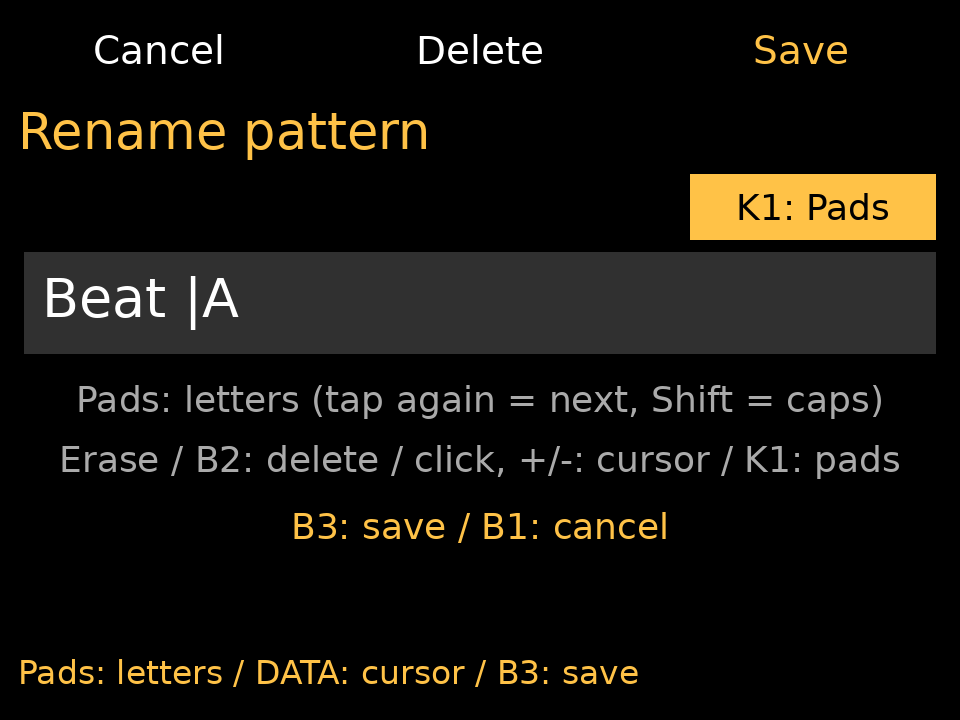 Cancel Delete Save
Rename pattern
K1: Pads
Beat |A
Pads: letters (tap again = next, Shift = caps)
Erase / B2: delete / click, +/-: cursor / K1: pads
B3: save / B1: cancel
Pads: letters / DATA: cursor / B3: save